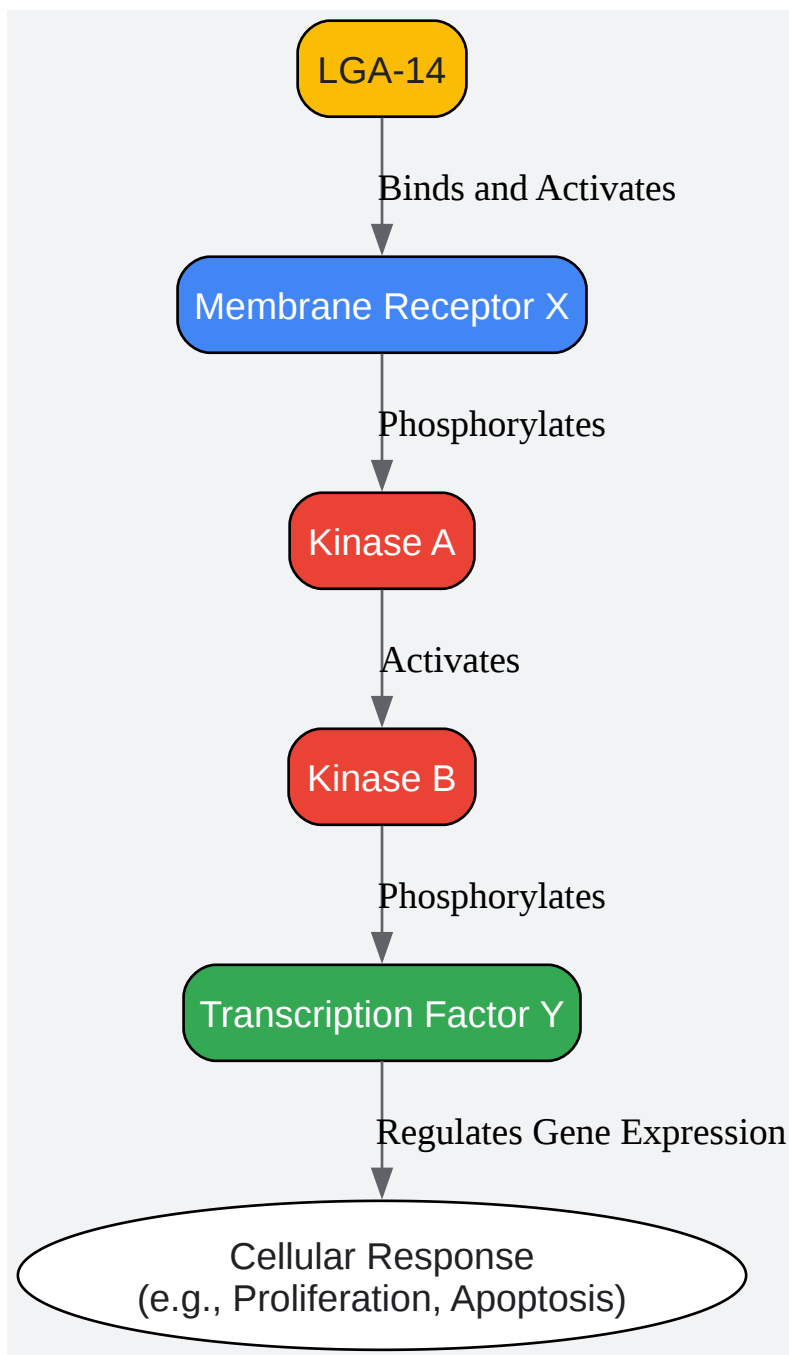 LGA-14
Binds and Activates
Membrane Receptor X
Phosphorylates
Kinase A
Activates
Kinase B
Phosphorylates
Transcription Factor Y
Regulates Gene Expression
Cellular Response
(e.g., Proliferation, Apoptosis)